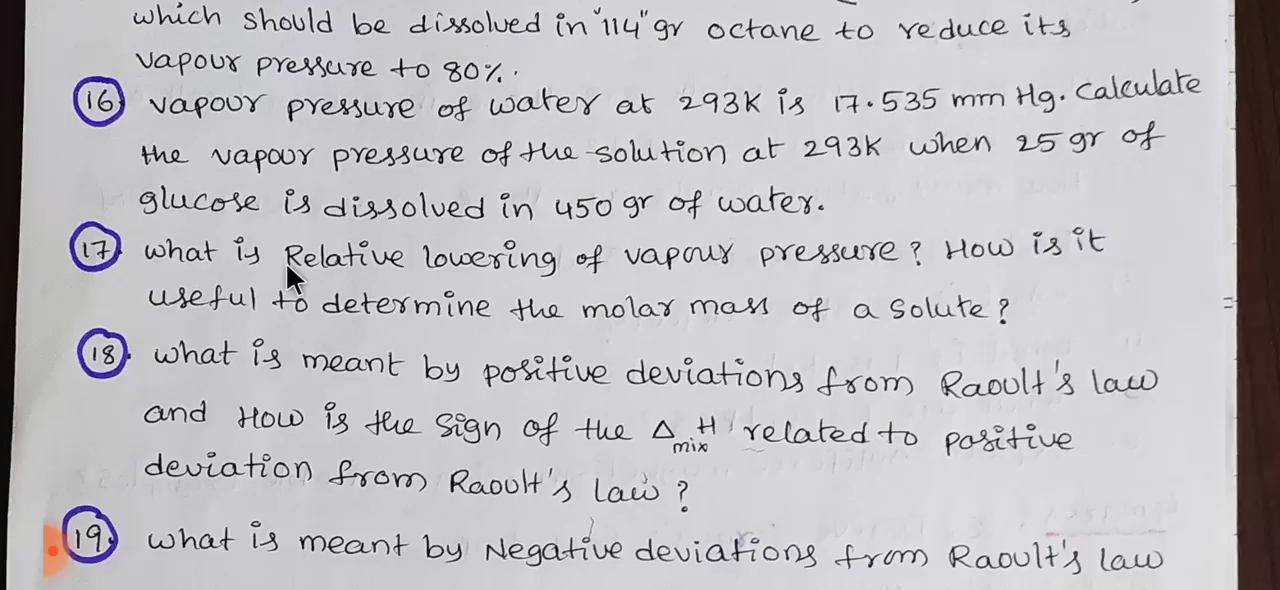 which should be dissolved in "114" gr octane to reduce its
vapour pressure to 80%.
16. vapour pressure of water at 293K is 17.535 mm Hg. Calculate
the vapour pressure of the solution at 293K when 25 gr of
glucose is dissolved in 450 gr of water.
17. what is Relative lowering of vapour pressure? How is it
useful to determine the molar mass of a solute?
18. what is meant by positive deviations from Raoult's law
and How is the sign of the Δmix H related to positive
deviation from Raoult's law?
19. what is meant by Negative deviations from Raoult's law